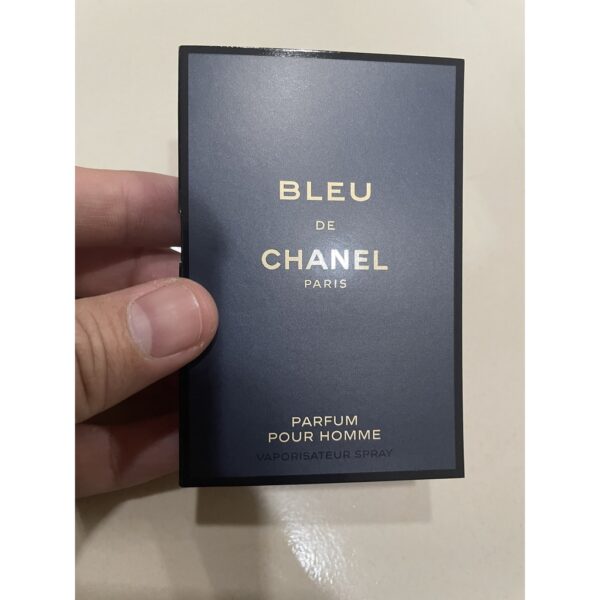 BLEU
DE
CHANEL
PARIS
PARFUM
POUR HOMME
VAPORISATEUR SPRAY